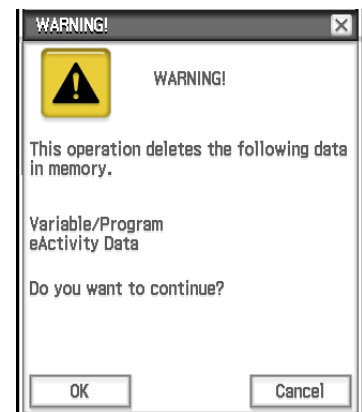 WARNING!
WARNING!
This operation deletes the following data
in memory.
Variable/Program
eActivity Data
Do you want to continue?
OK
Cancel